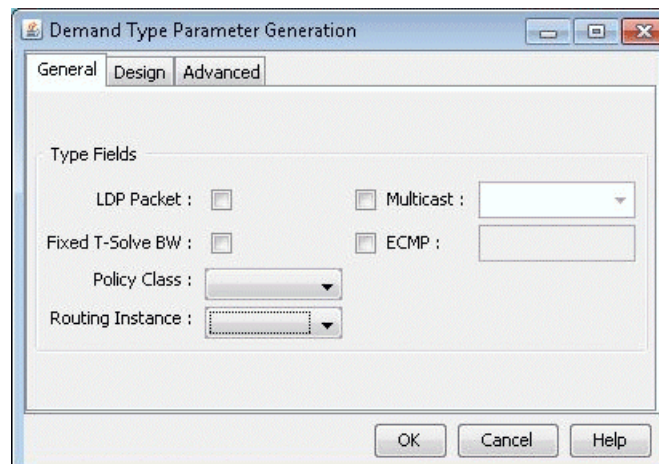 Demand Type Parameter Generation
General Design Advanced
Type Fields
LDP Packet : Multicast :
Fixed T-Solve BW : ECMP :
Policy Class :
Routing Instance :
OK Cancel Help